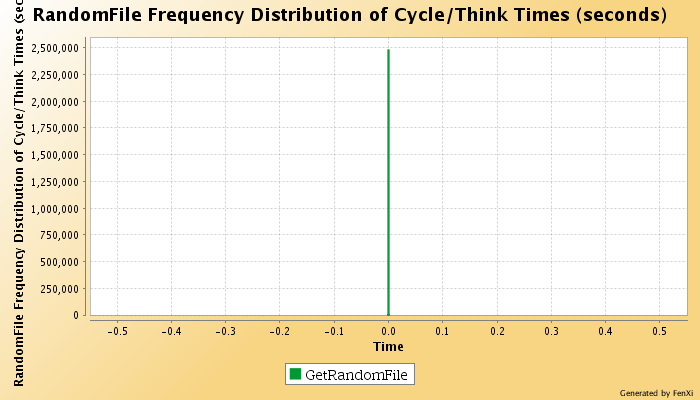 RandomFile Frequency Distribution of Cycle/Think Times (seconds)
RandomFile Frequency Distribution of Cycle/Think Times (sec
2,500,000
2,250,000
2,000,000
1,750,000
1,500,000
1,250,000
1,000,000
750,000
500,000
250,000
0
-0.5 -0.4 -0.3 -0.2 -0.1 0.0 0.1 0.2 0.3 0.4 0.5
Time
GetRandomFile
Generated by FenXi